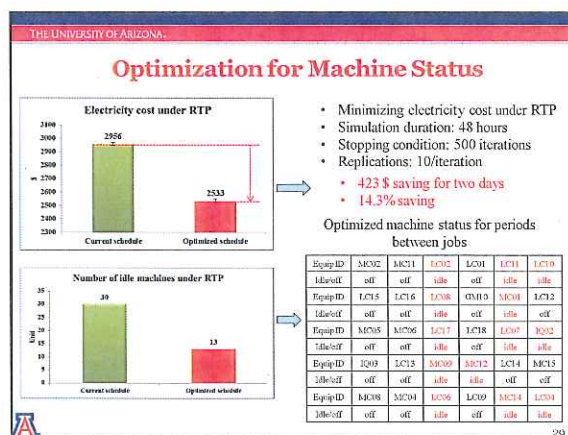 THE UNIVERSITY OF ARIZONA.
Optimization for Machine Status
Electricity cost under RTP
3100
3000
2900
2800
2700
2600
2500
2400
2300
$
2956
2533
Current schedule
Optimized schedule
• Minimizing electricity cost under RTP
• Simulation duration: 48 hours
• Stopping condition: 500 iterations
• Replications: 10/iteration
• 423 $ saving for two days
• 14.3% saving
Number of idle machines under RTP
35
30
25
20
15
10
5
0
Unit
30
13
Current schedule
Optimized schedule
Optimized machine status for periods
between jobs
Equip ID MC02 MC11 LC02 LC01 LC11 LC10
Idle/off off off idle off idle idle
Equip ID LC15 LC16 LC08 GM10 MC01 LC12
Idle/off off off idle off idle off
Equip ID MC05 MC06 LC17 LC18 LC07 IQ02
Idle/off off off idle off idle idle
Equip ID IQ03 LC13 MC09 MC12 LC14 MC15
Idle/off off off idle idle off off
Equip ID MC08 MC04 LC06 LC09 MC14 LC04
Idle/off off off idle off idle idle
A
29